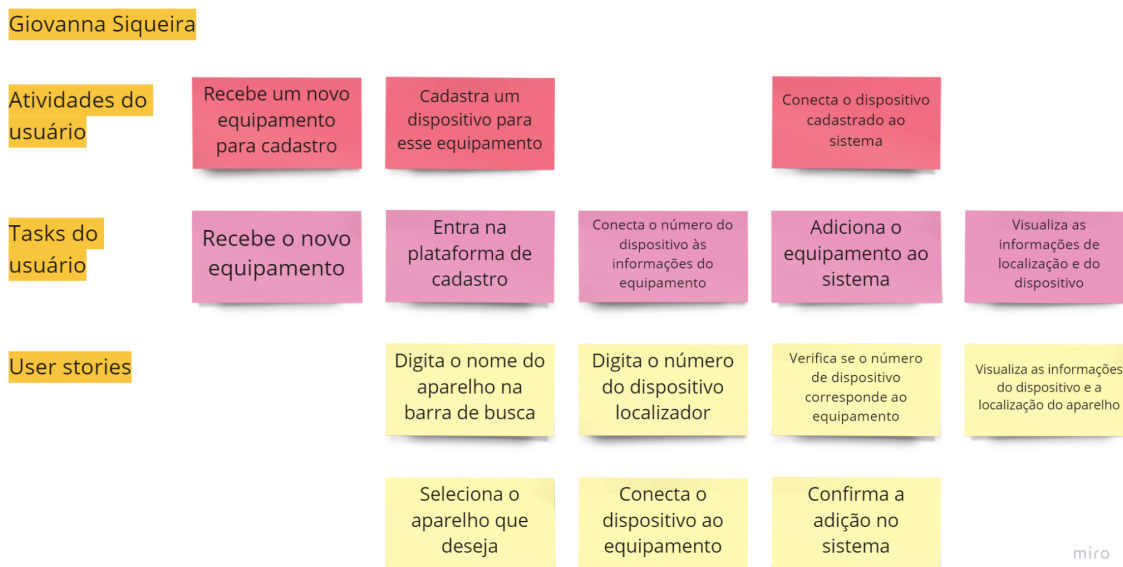 Giovanna Siqueira
Atividades do
usuário
Recebe um novo
equipamento
para cadastro
Cadastra um
dispositivo para
esse equipamento
Conecta o dispositivo
cadastrado ao
sistema
Tasks do
usuário
Recebe o novo
equipamento
Entra na
plataforma de
cadastro
Conecta o número do
dispositivo às
informações do
equipamento
Adiciona o
equipamento ao
sistema
Visualiza as
informações de
localização e do
dispositivo
User stories
Digita o nome do
aparelho na
barra de busca
Digita o número
do dispositivo
localizador
Verifica se o número
de dispositivo
corresponde ao
equipamento
Visualiza as informações
do dispositivo e a
localização do aparelho
Seleciona o
aparelho que
deseja
Conecta o
dispositivo ao
equipamento
Confirma a
adição no
sistema
miro